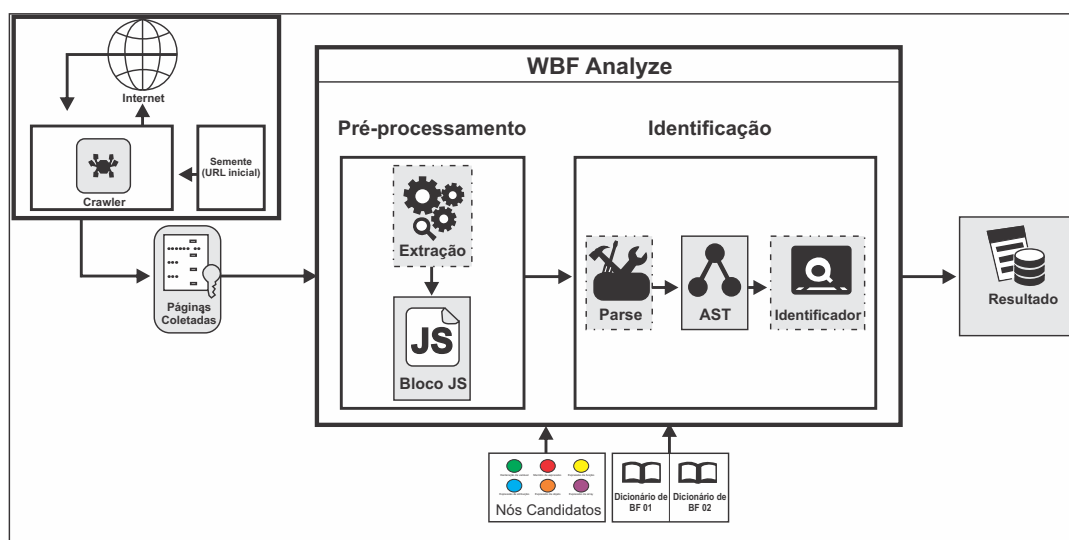 WBF Analyze
Internet
Crawler
Semente
(URL inicial)
Páginas
Coletadas
Pré-processamento
Extração
JS
Bloco JS
Identificação
Parse
AST
Identificador
Resultado
Nós Candidatos
Dicionário de
BF 01
Dicionário de
BF 02